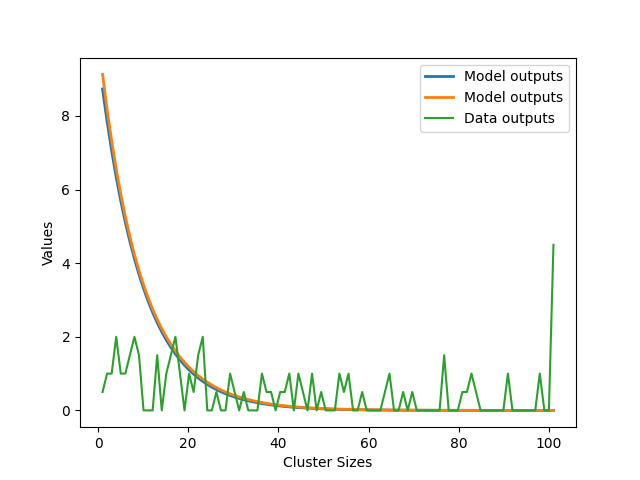 Model outputs
Model outputs
Data outputs
8
6
4
2
0
Values
0 20 40 60 80 100
Cluster Sizes